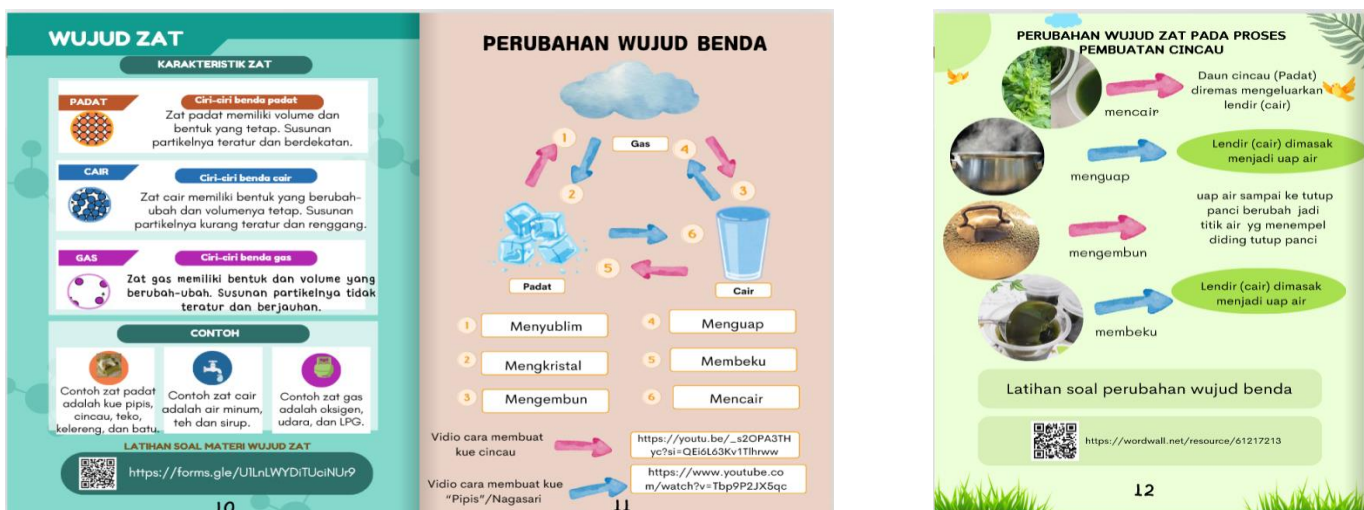 WUJUD ZAT
KARAKTERISTIK ZAT
PADAT
Ciri-ciri benda padat
Zat padat memiliki volume dan
bentuk yang tetap. Susunan
partikelnya teratur dan berdekatan.
CAIR
Ciri-ciri benda cair
Zat cair memiliki bentuk yang berubah-
ubah dan volumenya tetap. Susunan
partikelnya kurang teratur dan renggang.
GAS
Ciri-ciri benda gas
Zat gas memiliki bentuk dan volume yang
berubah-ubah. Susunan partikelnya tidak
teratur dan berjauhan.
CONTOH
Contoh zat padat
adalah kue pipis,
cincau, teko,
kelereng, dan batu.
Contoh zat cair
adalah air minum,
teh dan sirup.
Contoh zat gas
adalah oksigen,
udara, dan LPG.
LATIHAN SOAL MATERI WUJUD ZAT
https://forms.gle/U1LnLWYDiTUciNUr9
10
PERUBAHAN WUJUD BENDA
1
Gas
4
2
3
6
5
Padat
Cair
1 Menyublim
4 Menguap
2 Mengkristal
5 Membeku
3 Mengembun
6 Mencair
Vidio cara membuat
kue cincau
https://youtu.be/_s2OPA3TH
yc?si=QEi6L63Kv1Tlhrww
Vidio cara membuat kue
"Pipis"/Nagasari
https://www.youtube.co
m/watch?v=Tbp9P2JX5qc
11
PERUBAHAN WUJUD ZAT PADA PROSES
PEMBUATAN CINCAU
mencair
Daun cincau (Padat)
diremas mengeluarkan
lendir (cair)
menguap
Lendir (cair) dimasak
menjadi uap air
mengembun
uap air sampai ke tutup
panci berubah jadi
titik air yg menempel
diding tutup panci
membeku
Lendir (cair) dimasak
menjadi uap air
Latihan soal perubahan wujud benda
https://wordwall.net/resource/61217213
12